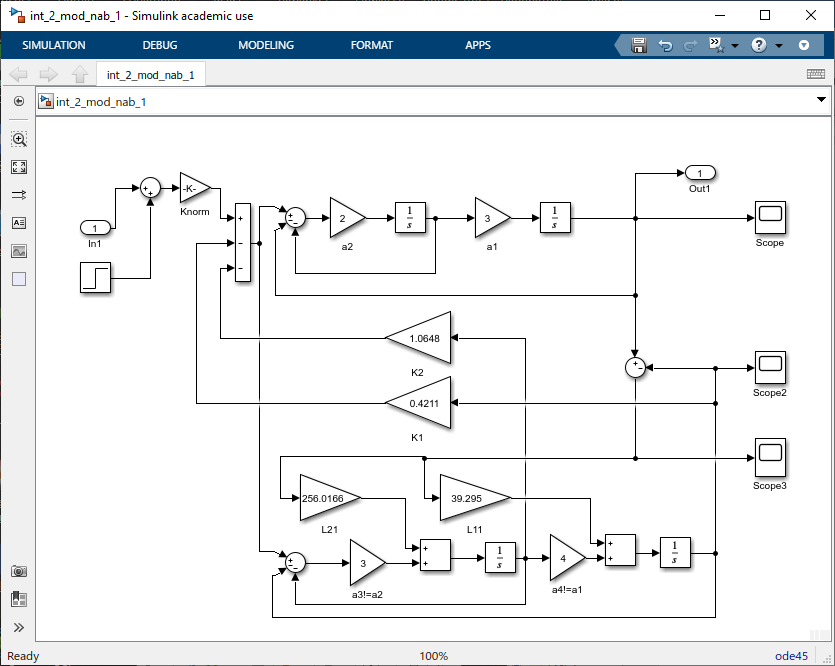 int_2_mod_nab_1 - Simulink academic use
SIMULATION DEBUG MODELING FORMAT APPS
int_2_mod_nab_1
int_2_mod_nab_1
1
In1
-K-
Knorm
2
a2
1
s
3
a1
1
s
1
Out1
Scope
1.0648
K2
0.4211
K1
Scope2
Scope3
256.0166
L21
39.295
L11
3
a3!=a2
1
s
4
a4!=a1
1
s
Ready 100% ode45